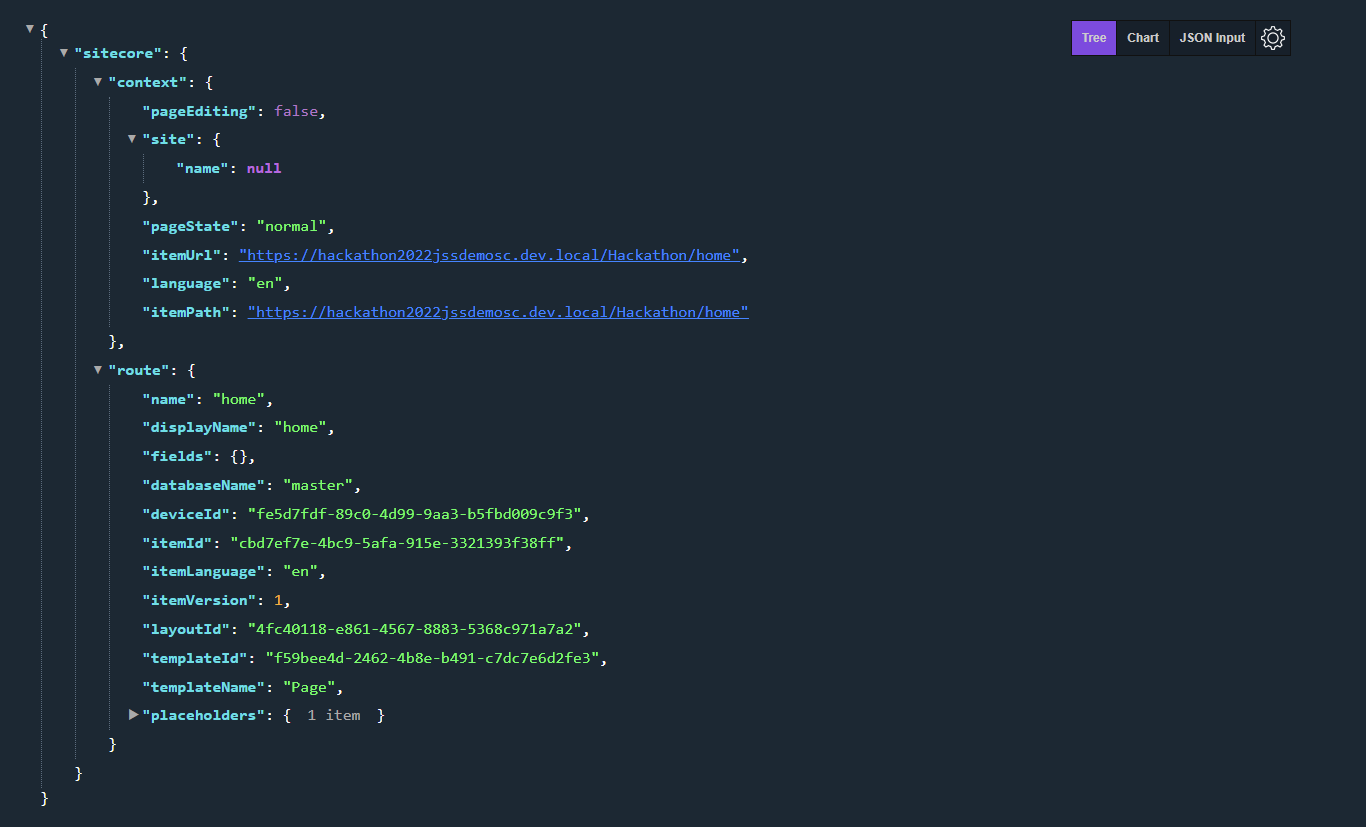 {
Tree Chart JSON Input
"sitecore": {
"context": {
"pageEditing": false,
"site": {
"name": null
},
"pageState": "normal",
"itemUrl": "https://hackathon2022jssdemosc.dev.local/Hackathon/home",
"language": "en",
"itemPath": "https://hackathon2022jssdemosc.dev.local/Hackathon/home"
},
"route": {
"name": "home",
"displayName": "home",
"fields": {},
"databaseName": "master",
"deviceId": "fe5d7fdf-89c0-4d99-9aa3-b5fbd009c9f3",
"itemId": "cbd7ef7e-4bc9-5afa-915e-3321393f38ff",
"itemLanguage": "en",
"itemVersion": 1,
"layoutId": "4fc40118-e861-4567-8883-5368c971a7a2",
"templateId": "f59bee4d-2462-4b8e-b491-c7dc7e6d2fe3",
"templateName": "Page",
"placeholders": { 1 item }
}
}
}